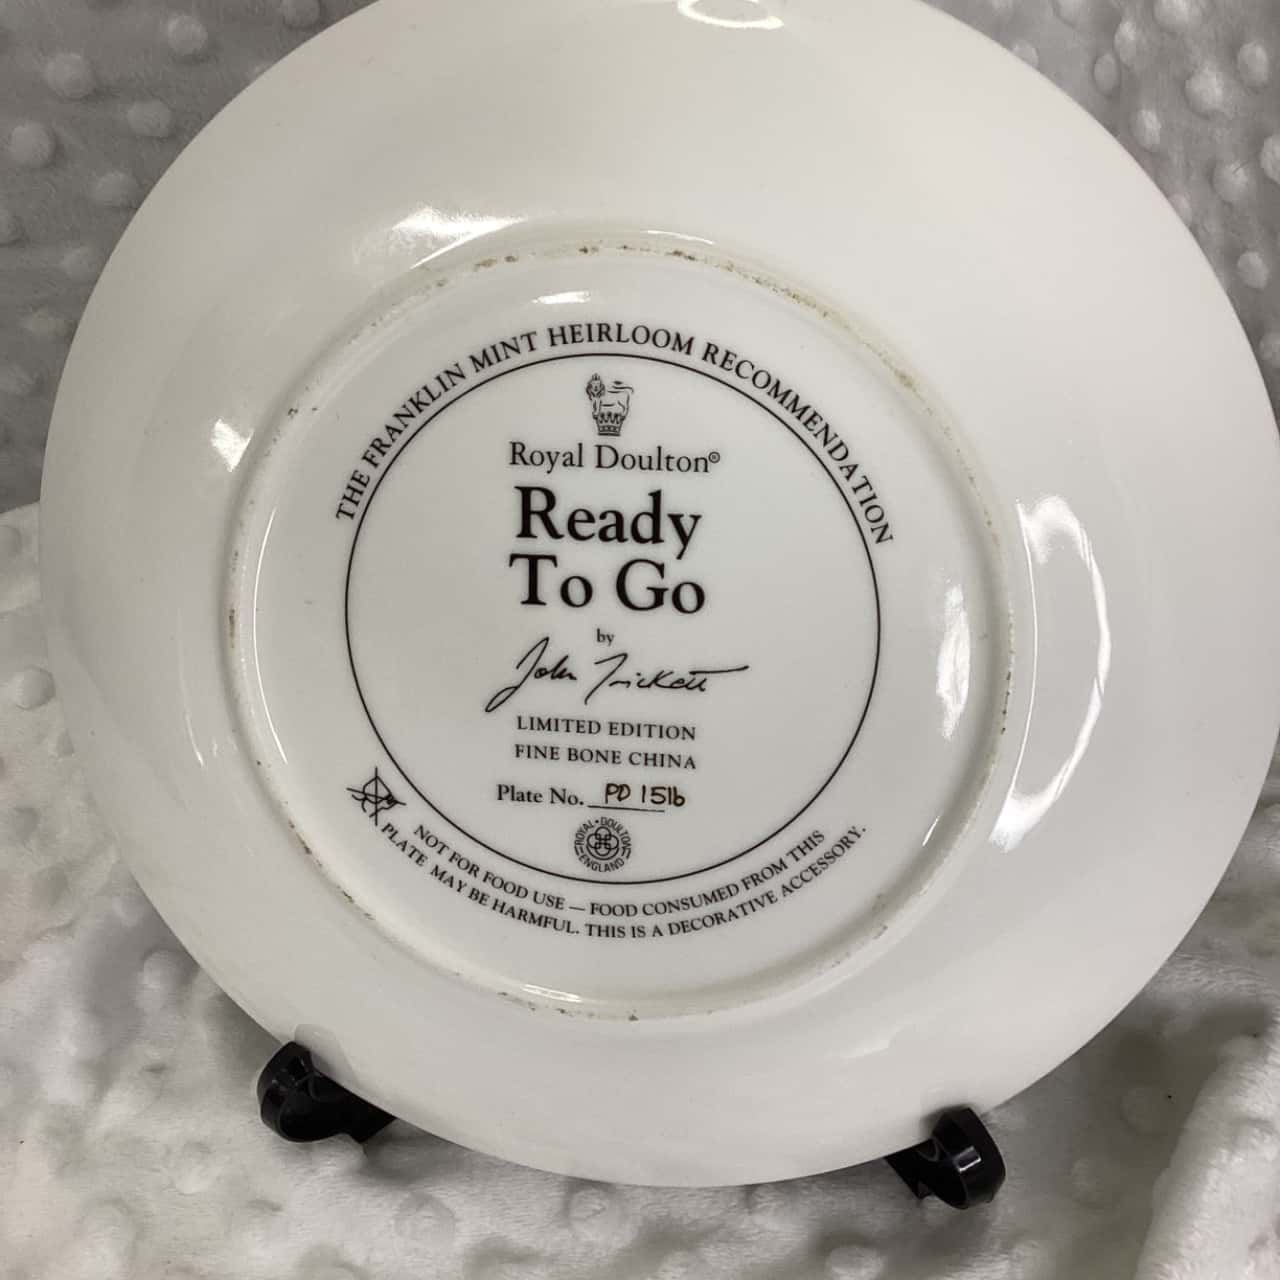 THE FRANKLIN MINT HEIRLOOM RECOMMENDATION
Royal Doulton®
Ready
To Go
by
John Trickett
LIMITED EDITION
FINE BONE CHINA
Plate No. PD 1516
ROYAL • DOULTON
ENGLAND
NOT FOR FOOD USE — FOOD CONSUMED FROM THIS
PLATE MAY BE HARMFUL. THIS IS A DECORATIVE ACCESSORY.